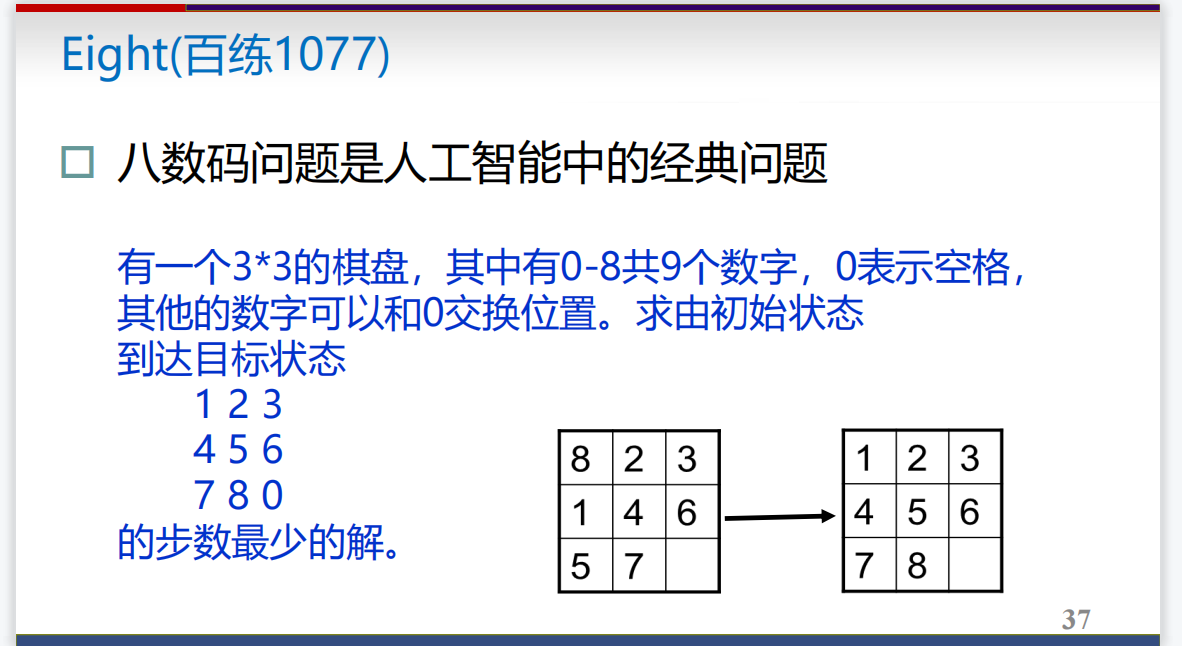 Eight(百练1077)
八数码问题是人工智能中的经典问题
有一个3*3的棋盘，其中有0-8共9个数字，0表示空格，
其他的数字可以和0交换位置。求由初始状态
到达目标状态
1 2 3
4 5 6
7 8 0
的步数最少的解。
8 2 3
1 4 6
5 7
1 2 3
4 5 6
7 8
37